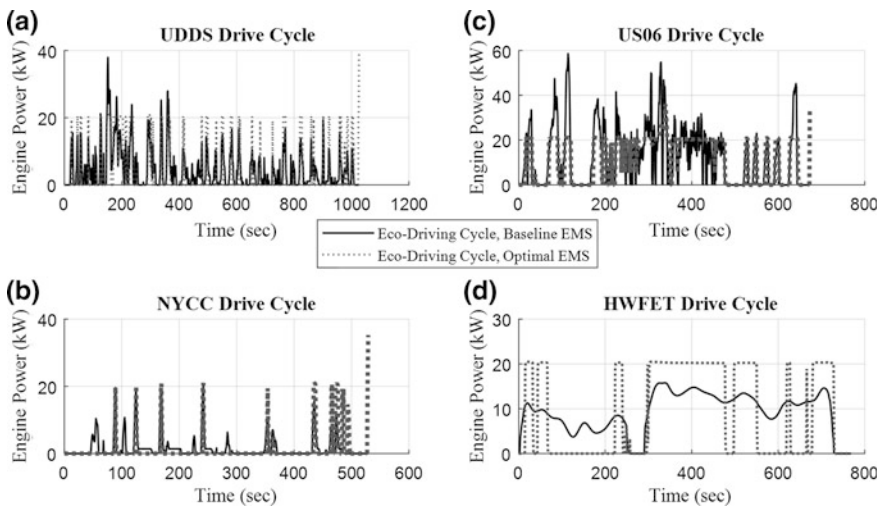 (a)
UDDS Drive Cycle
Engine Power (kW)
40
20
0
0 200 400 600 800 1000 1200
Time (sec)
(c)
US06 Drive Cycle
Engine Power (kW)
60
40
20
0
0 200 400 600 800
Time (sec)
Eco-Driving Cycle, Baseline EMS
Eco-Driving Cycle, Optimal EMS
(b)
NYCC Drive Cycle
Engine Power (kW)
40
20
0
0 100 200 300 400 500 600
Time (sec)
(d)
HWFET Drive Cycle
Engine Power (kW)
30
20
10
0
0 200 400 600 800
Time (sec)